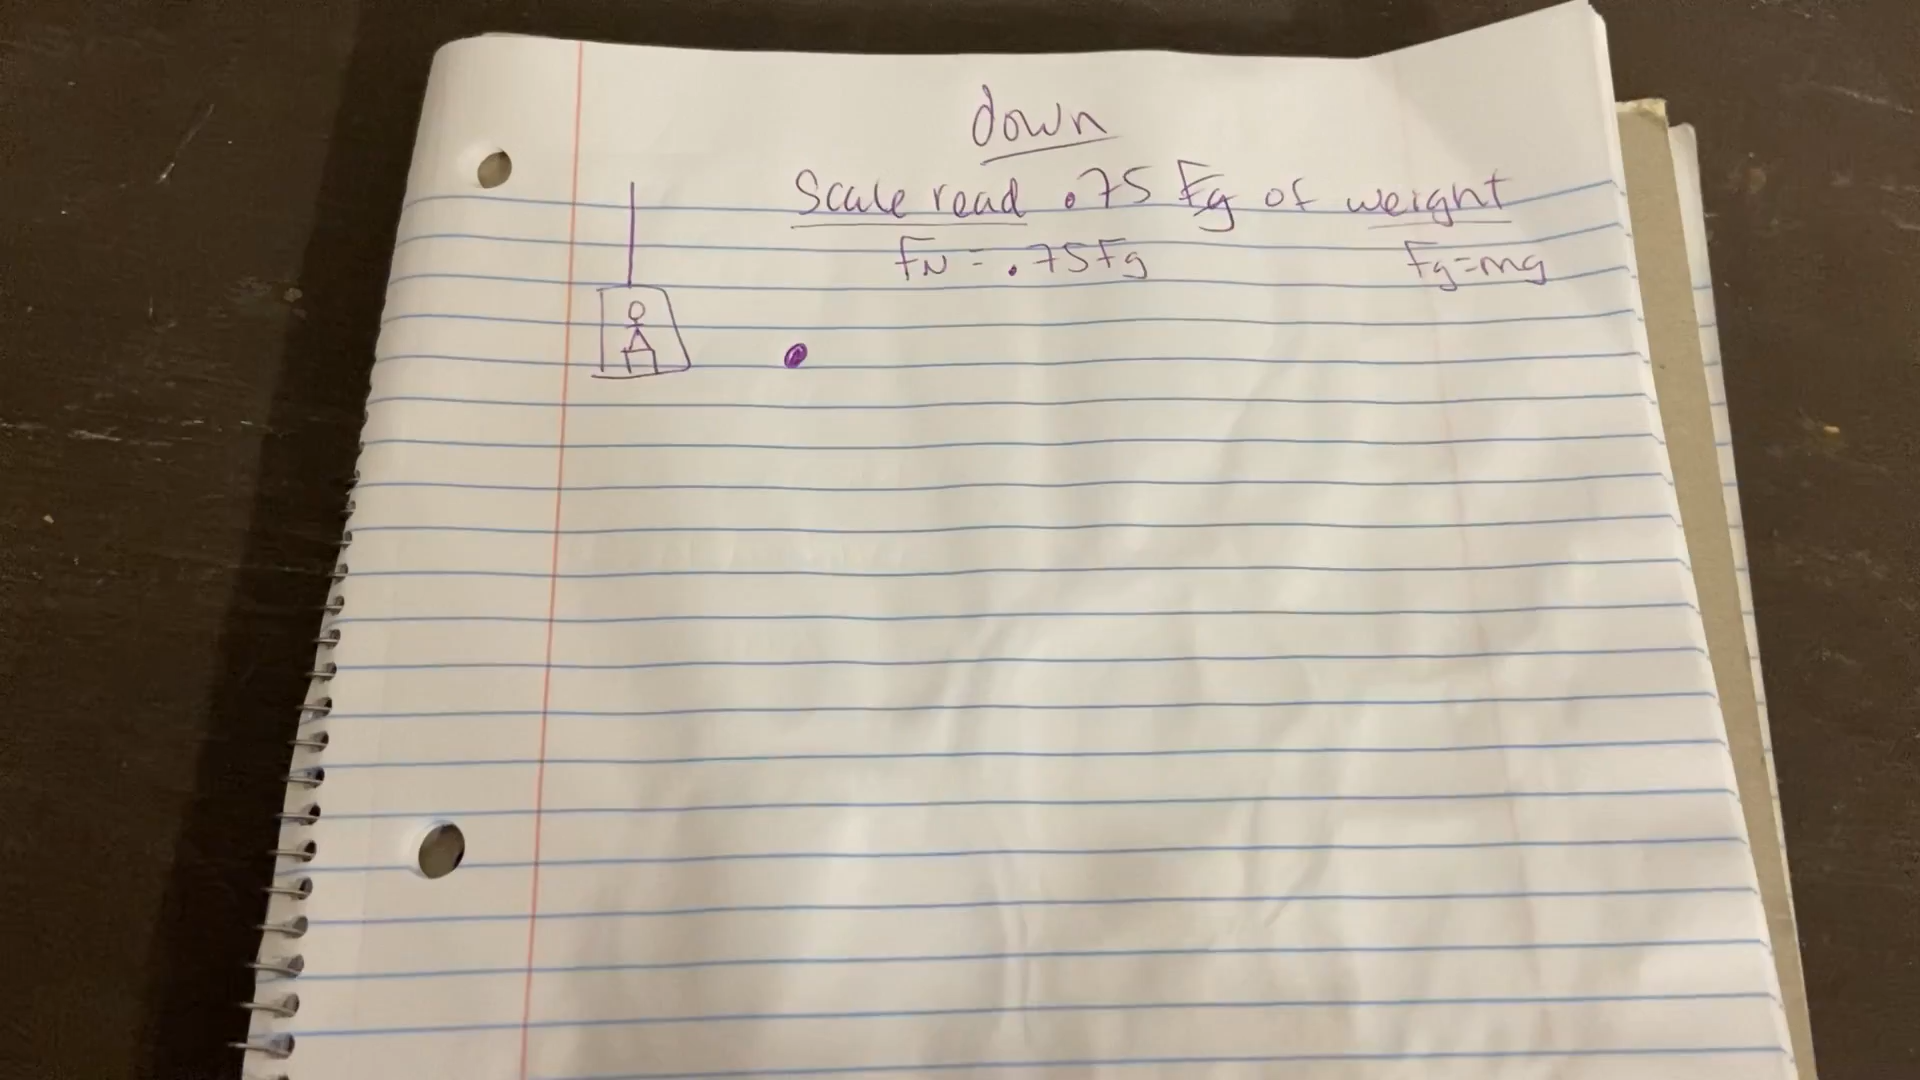 down
Scale read .75 Fg of weight
FN = .75Fg Fg=mg